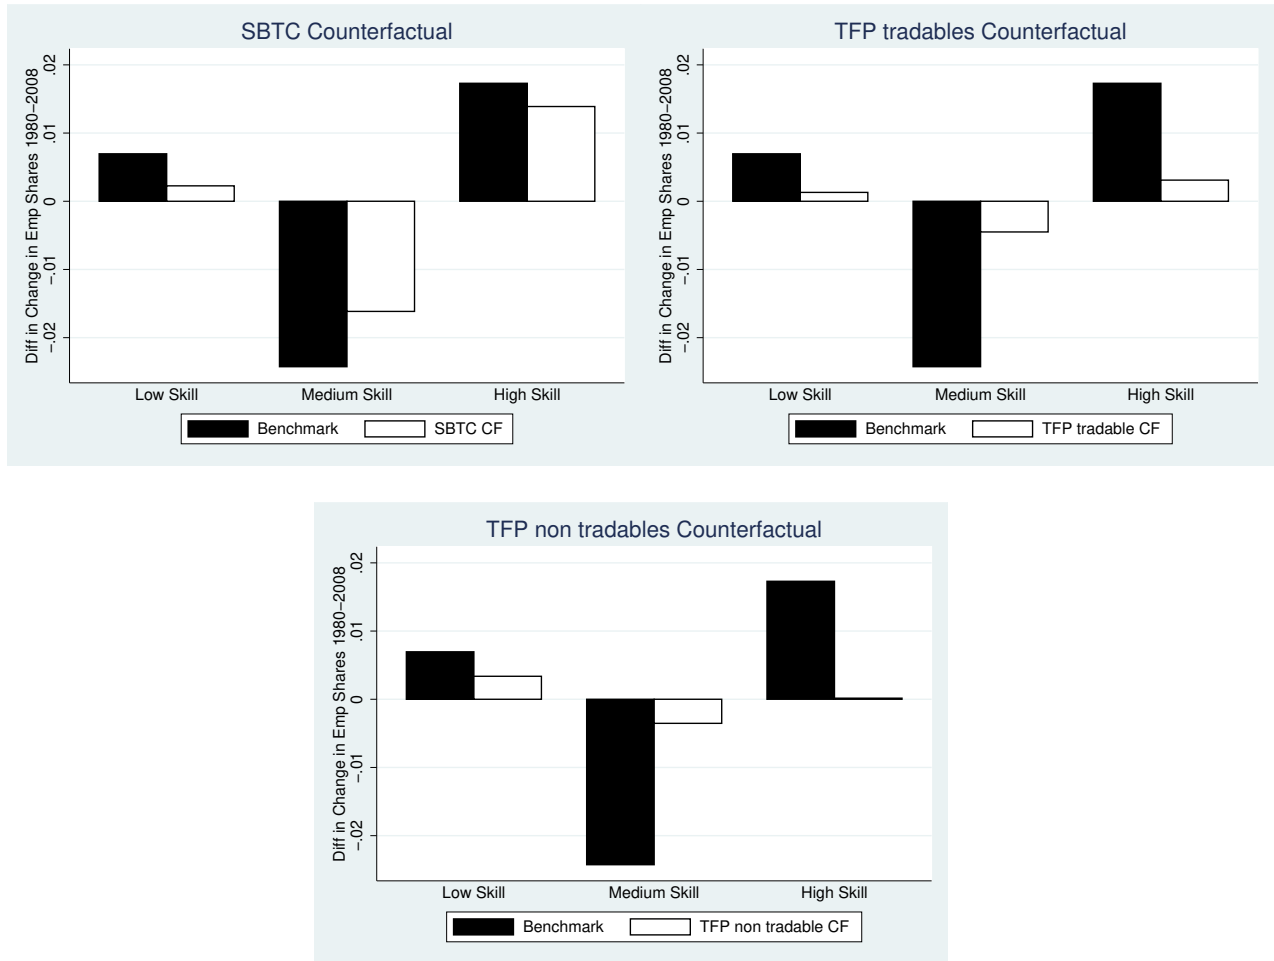 SBTC Counterfactual
Diff in Change in Emp Shares 1980−2008
.02
.01
0
−.01
−.02
Low Skill
Medium Skill
High Skill
Benchmark
SBTC CF
TFP tradables Counterfactual
Diff in Change in Emp Shares 1980−2008
.02
.01
0
−.01
−.02
Low Skill
Medium Skill
High Skill
Benchmark
TFP tradable CF
TFP non tradables Counterfactual
Diff in Change in Emp Shares 1980−2008
.02
.01
0
−.01
−.02
Low Skill
Medium Skill
High Skill
Benchmark
TFP non tradable CF